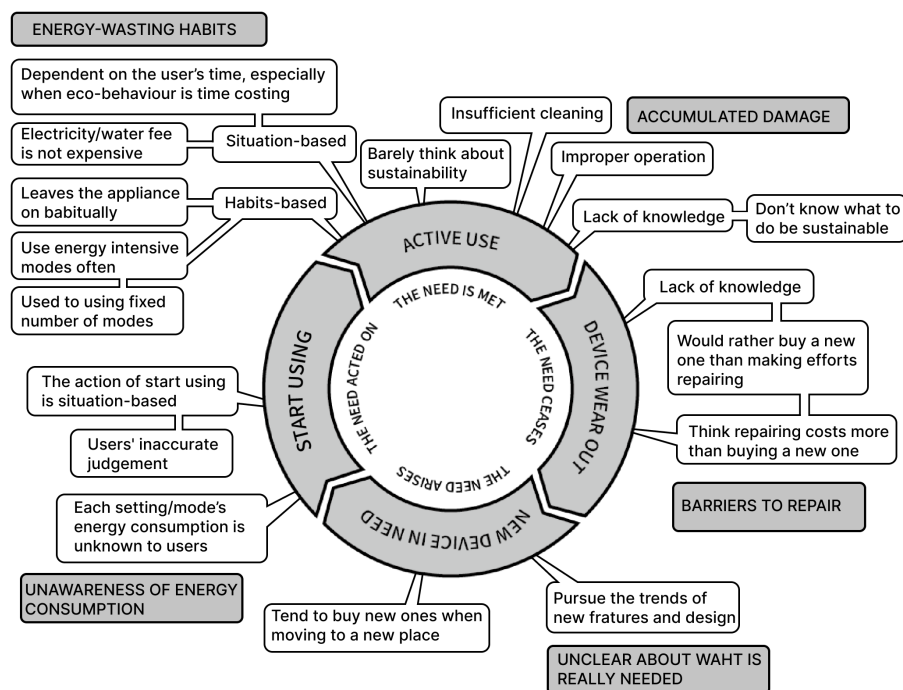 ENERGY-WASTING HABITS
Dependent on the user's time, especially
when eco-behaviour is time costing
Electricity/water fee
is not expensive
Situation-based
Leaves the appliance
on babitually
Habits-based
Use energy intensive
modes often
Used to using fixed
number of modes
Barely think about
sustainability
Insufficient cleaning
ACCUMULATED DAMAGE
Improper operation
Lack of knowledge
Don't know what to
do be sustainable
ACTIVE USE
THE NEED IS MET
Lack of knowledge
Would rather buy a new
one than making efforts
repairing
Think repairing costs more
than buying a new one
BARRIERS TO REPAIR
DEVICE WEAR OUT
THE NEED CEASES
START USING
THE NEED ACTED ON
The action of start using
is situation-based
Users' inaccurate
judgement
Each setting/mode's
energy consumption is
unknown to users
UNAWARENESS OF ENERGY
CONSUMPTION
THE NEED ARISES
NEW DEVICE IN NEED
Tend to buy new ones when
moving to a new place
Pursue the trends of
new fratures and design
UNCLEAR ABOUT WAHT IS
REALLY NEEDED